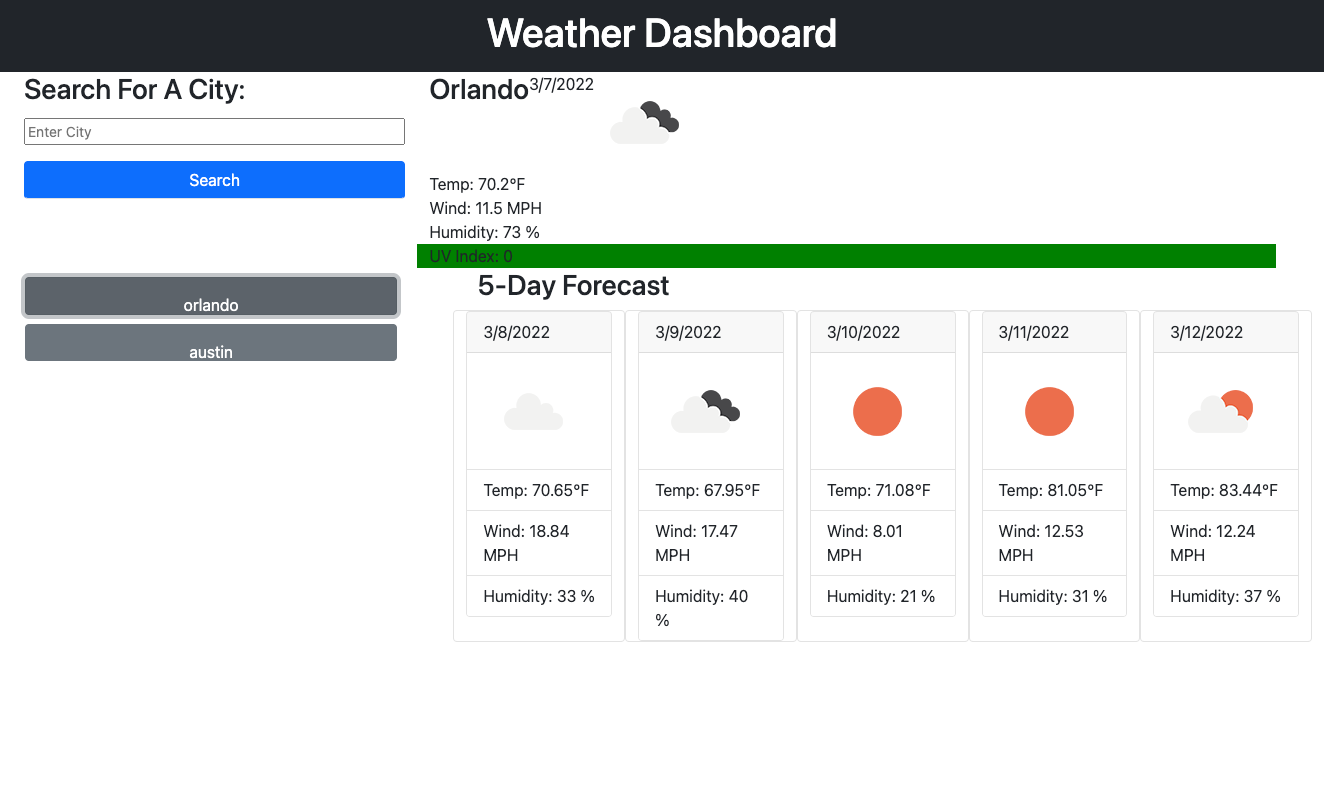 Weather Dashboard
Search For A City:
Enter City
Search
orlando
austin
Orlando 3/7/2022
Temp: 70.2°F
Wind: 11.5 MPH
Humidity: 73 %
UV Index: 0
5-Day Forecast
3/8/2022
Temp: 70.65°F
Wind: 18.84
MPH
Humidity: 33 %
3/9/2022
Temp: 67.95°F
Wind: 17.47
MPH
Humidity: 40
%
3/10/2022
Temp: 71.08°F
Wind: 8.01
MPH
Humidity: 21 %
3/11/2022
Temp: 81.05°F
Wind: 12.53
MPH
Humidity: 31 %
3/12/2022
Temp: 83.44°F
Wind: 12.24
MPH
Humidity: 37 %